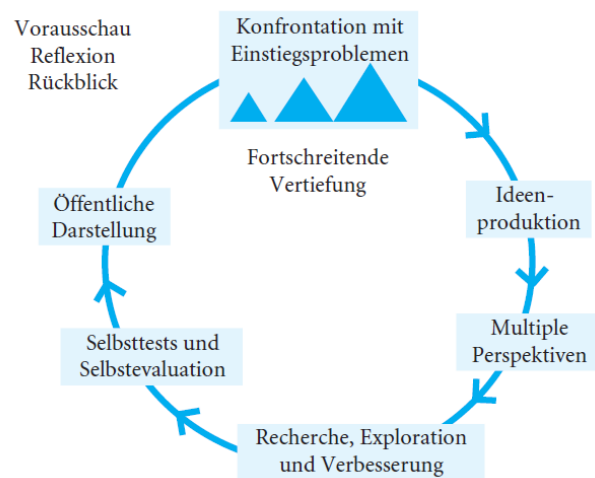 Vorausschau
Reflexion
Rückblick
Konfrontation mit
Einstiegsproblemen
Fortschreitende
Vertiefung
Ideen-
produktion
Multiple
Perspektiven
Recherche, Exploration
und Verbesserung
Selbsttests und
Selbstevaluation
Öffentliche
Darstellung